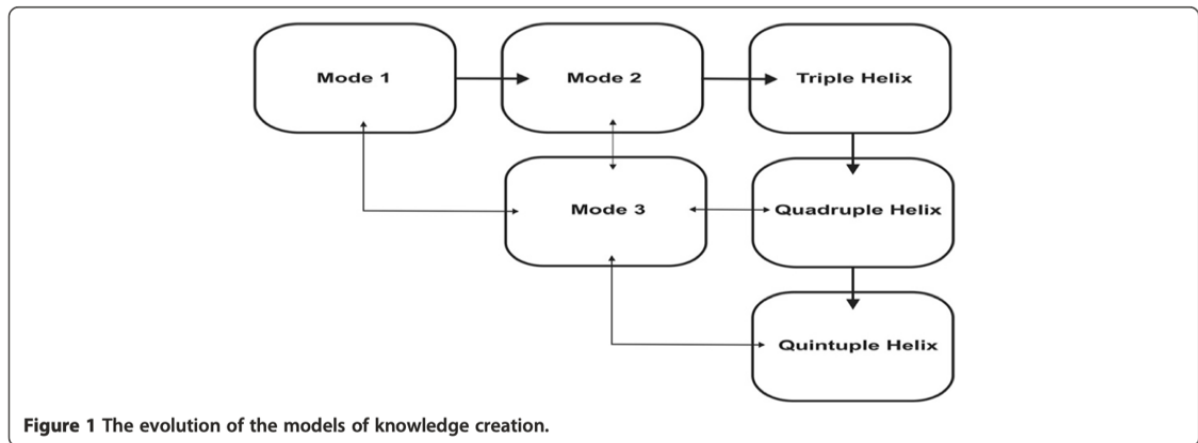 Mode 1
Mode 2
Triple Helix
Mode 3
Quadruple Helix
Quintuple Helix
Figure 1 The evolution of the models of knowledge creation.